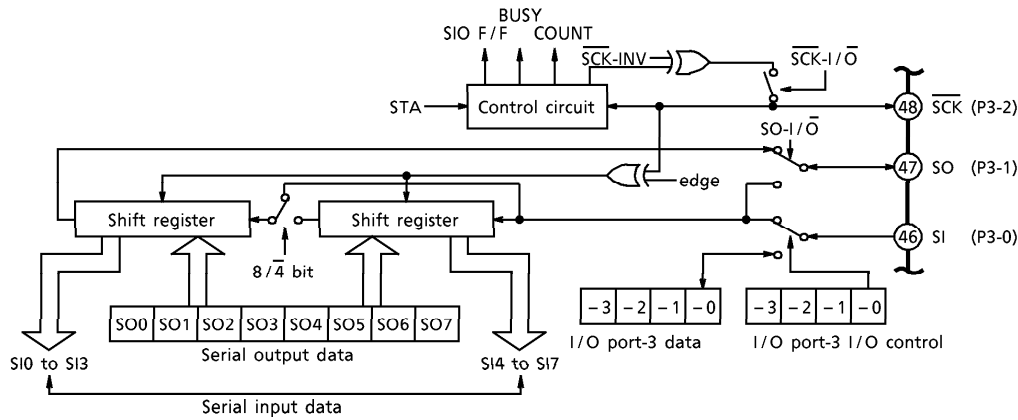 BUSY
SIO F/F COUNT
S̅C̅K̅-INV
S̅C̅K̅-I/O̅
STA
Control circuit
48 S̅C̅K̅ (P3-2)
SO-I/O̅
47 SO (P3-1)
edge
Shift register
Shift register
46 SI (P3-0)
8/4̅ bit
SO0 SO1 SO2 SO3 SO4 SO5 SO6 SO7
Serial output data
-3 -2 -1 -0
-3 -2 -1 -0
I/O port-3 data
I/O port-3 I/O control
SI0 to SI3
SI4 to SI7
Serial input data